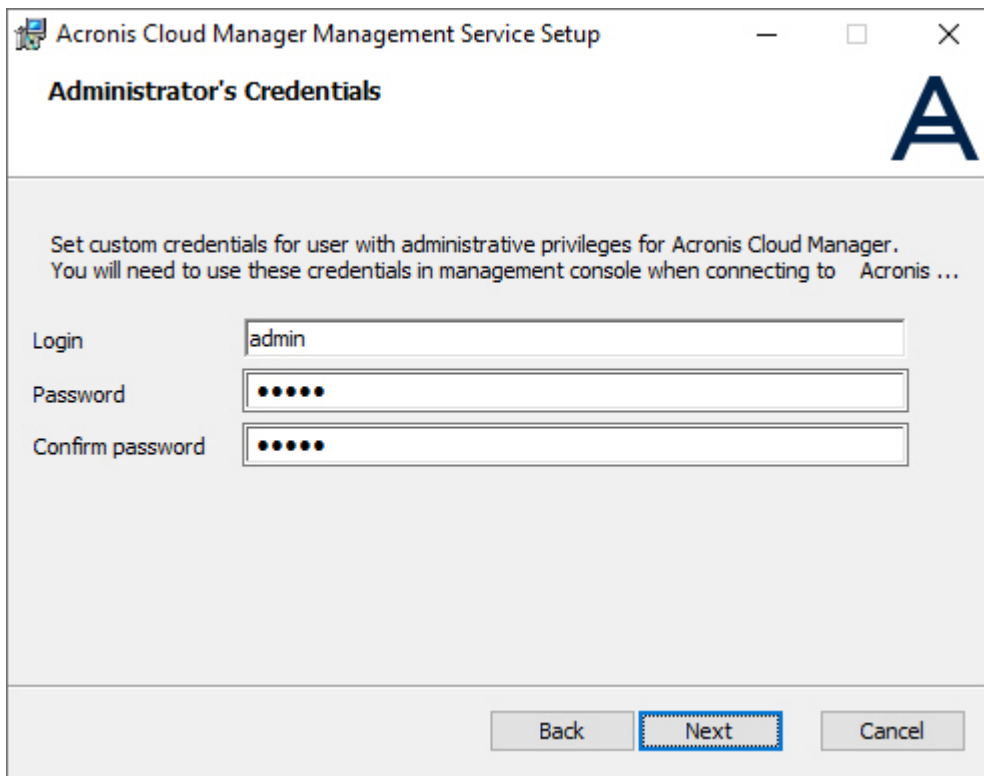 Acronis Cloud Manager Management Service Setup
Administrator's Credentials
Set custom credentials for user with administrative privileges for Acronis Cloud Manager.
You will need to use these credentials in management console when connecting to Acronis ...
Login
admin
Password
●●●●●
Confirm password
●●●●●
Back Next Cancel